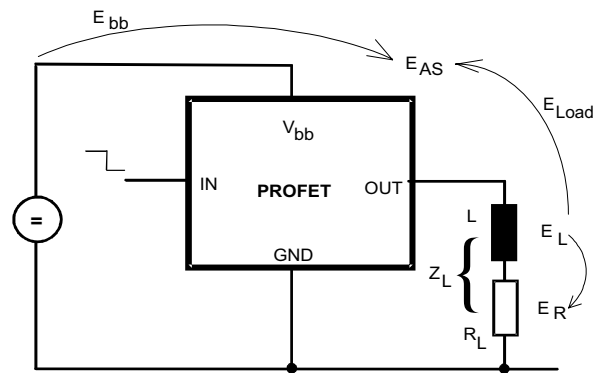 E bb
E AS
E Load
V bb
IN
PROFET
OUT
GND
=
L
Z L
{
R L
E L
E R